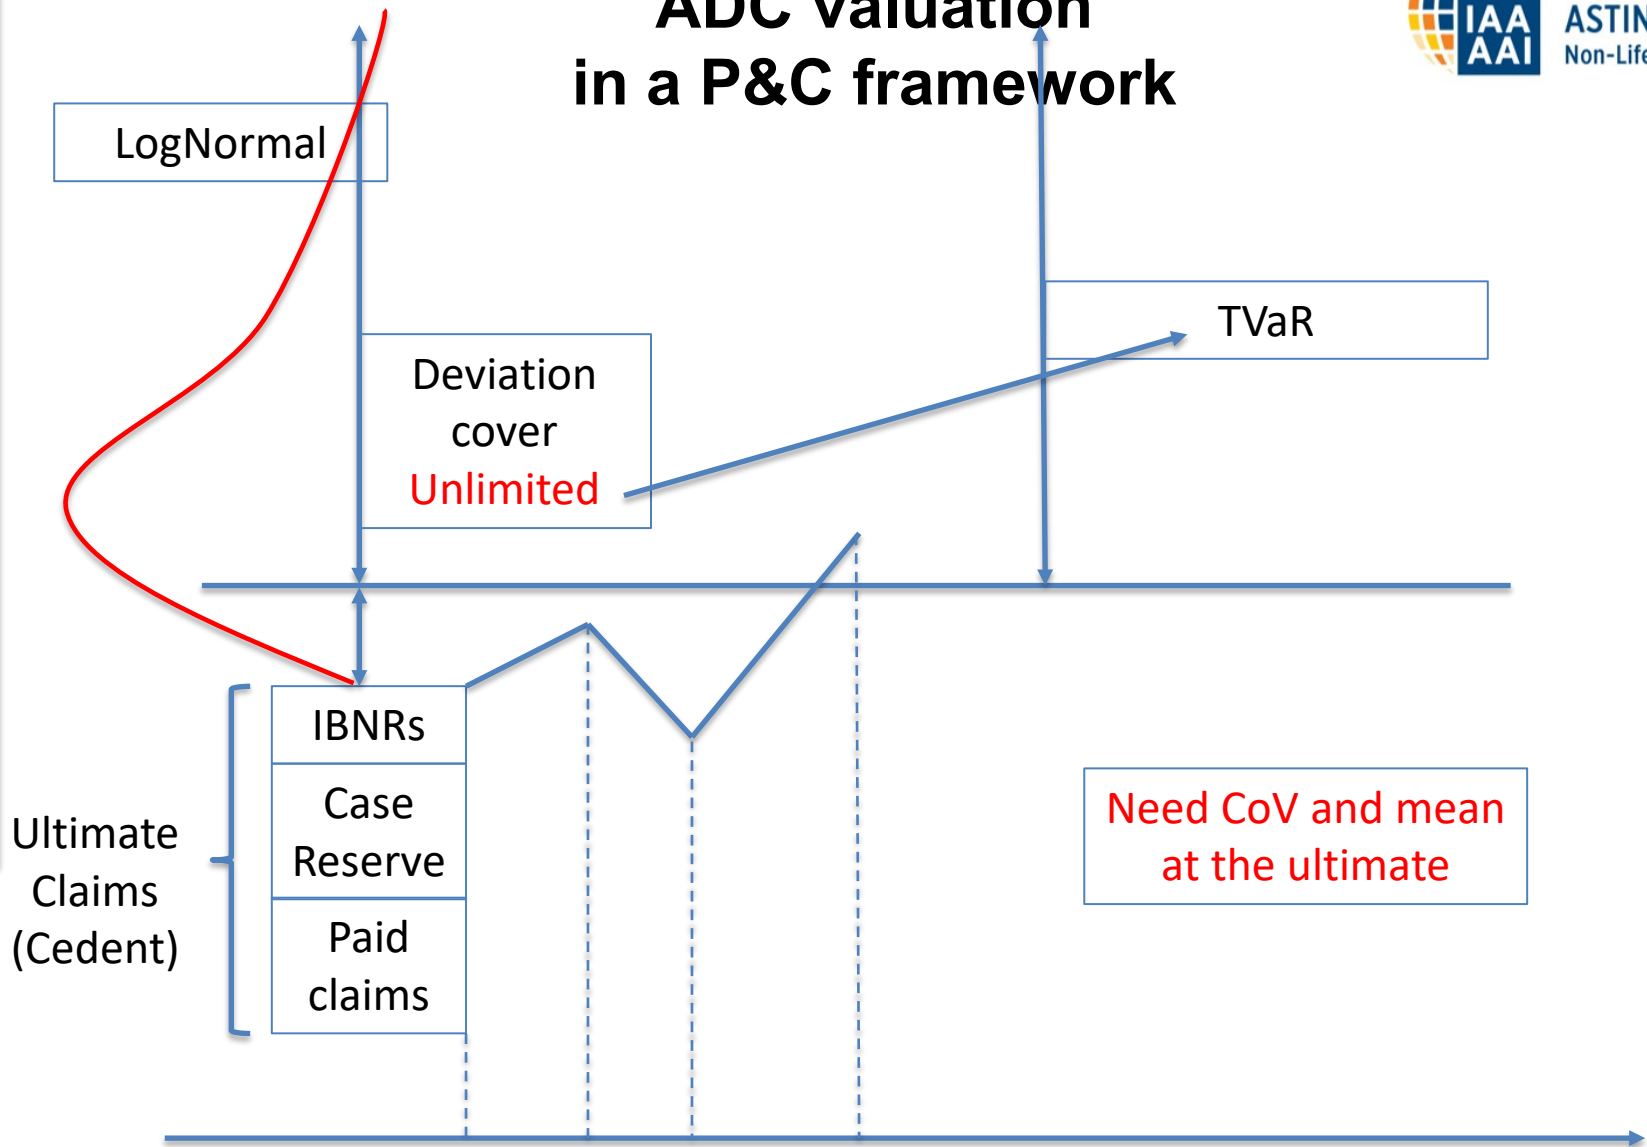 ADC Valuation
in a P&C framework
IAA
AAI
ASTIN
Non-Life
LogNormal
TVaR
Deviation
cover
Unlimited
IBNRs
Case
Reserve
Paid
claims
Ultimate
Claims
(Cedent)
Need CoV and mean
at the ultimate